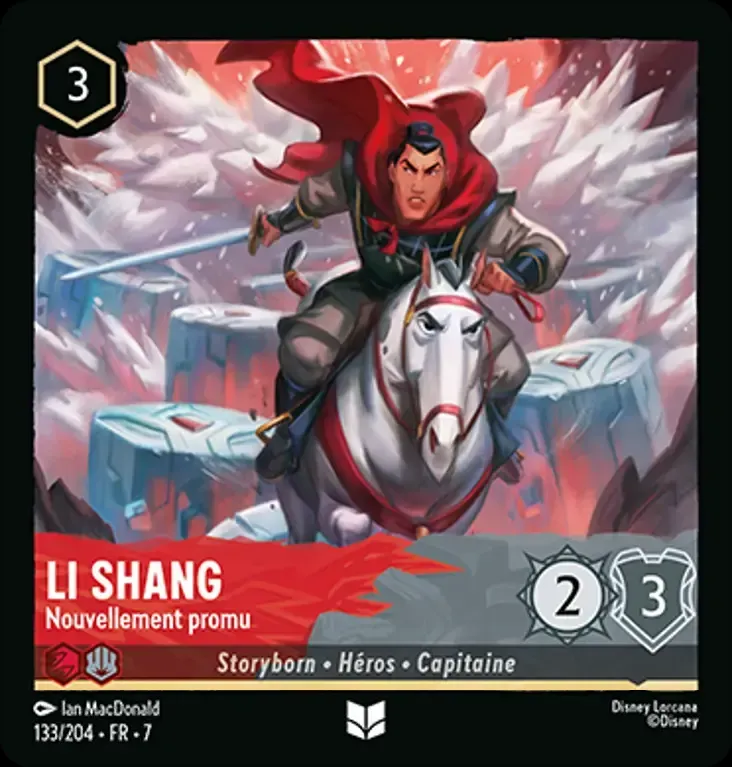 3
LI SHANG
Nouvellement promu
2
3
Storyborn • Héros • Capitaine
Ian MacDonald
133/204 • FR • 7
Disney Lorcana
©Disney